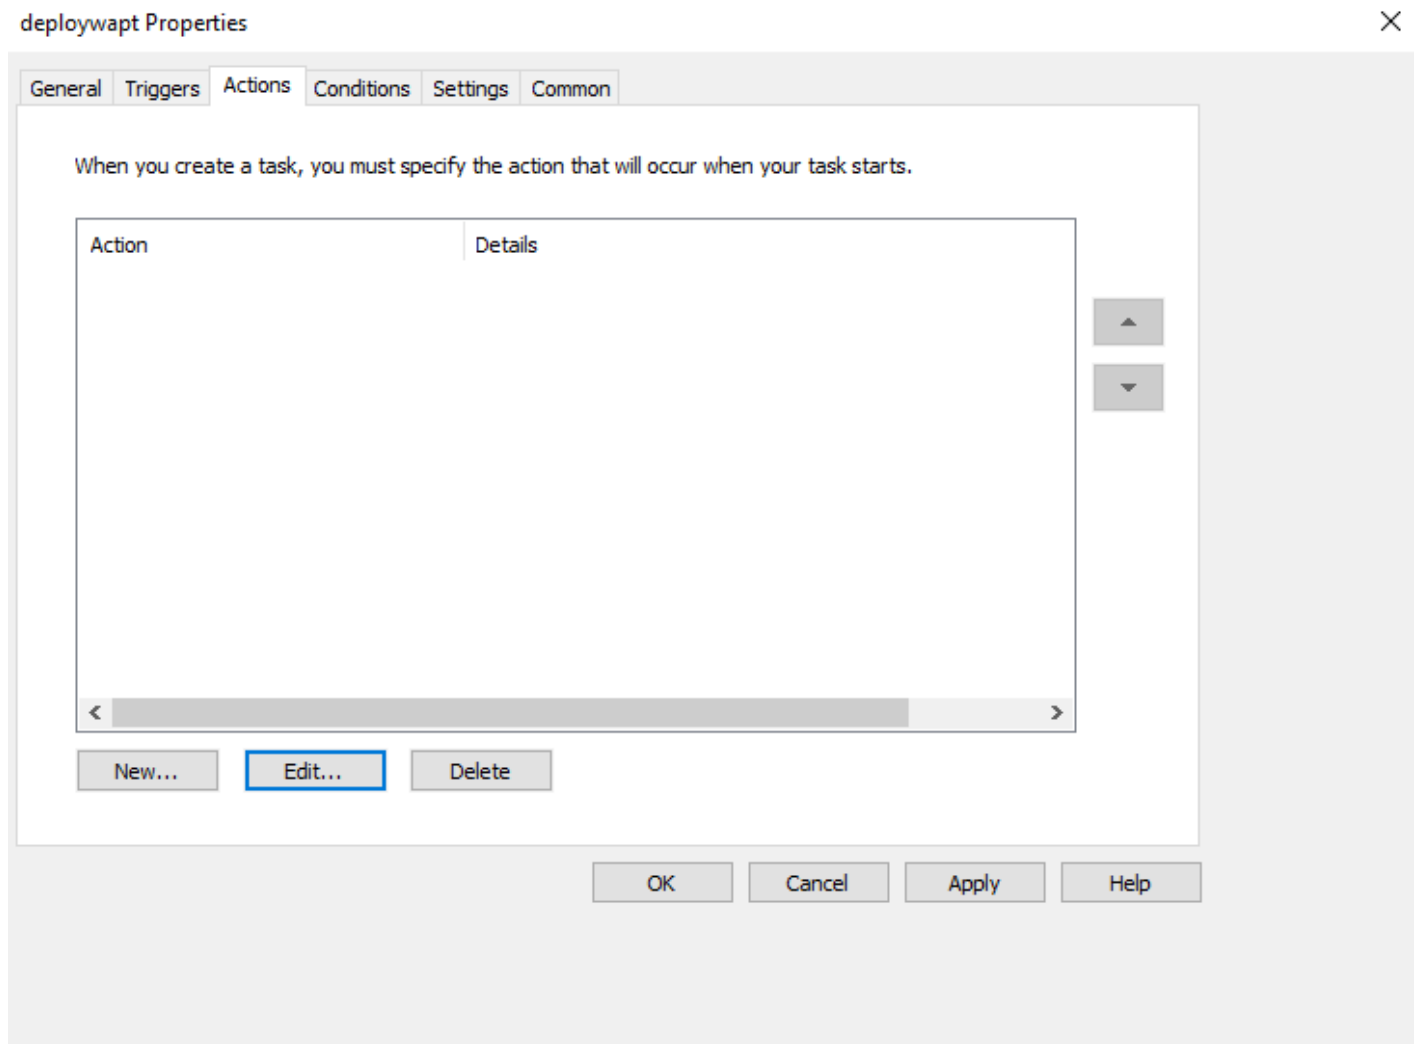 deploywapt Properties
General Triggers Actions Conditions Settings Common
When you create a task, you must specify the action that will occur when your task starts.
Action Details
New... Edit... Delete
OK Cancel Apply Help